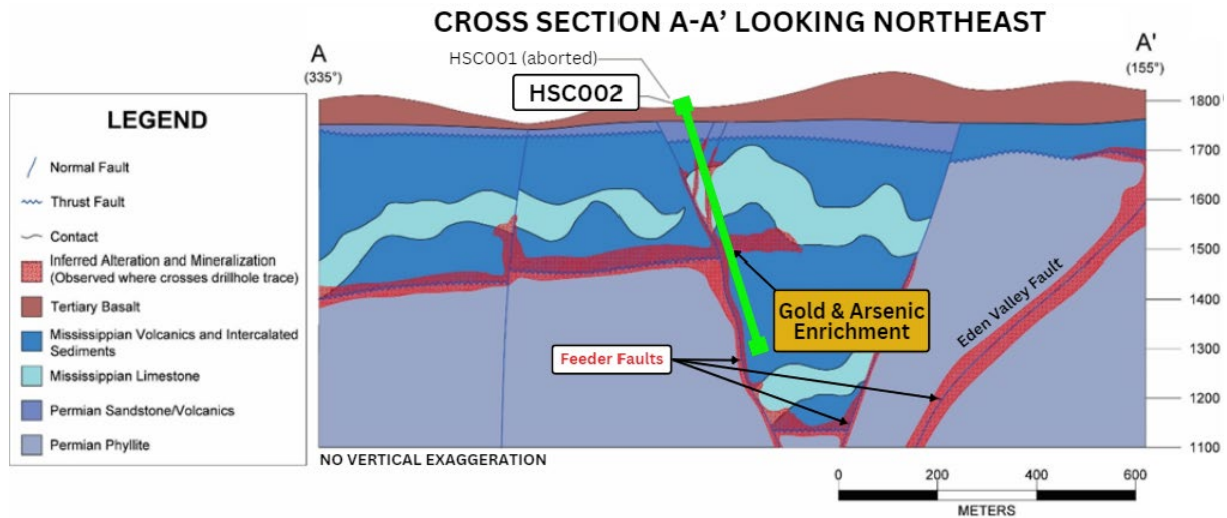 CROSS SECTION A-A’ LOOKING NORTHEAST
A
(335°)
HSC001 (aborted)
HSC002
A'
(155°)
LEGEND
Normal Fault
Thrust Fault
Contact
Inferred Alteration and Mineralization
(Observed where crosses drillhole trace)
Tertiary Basalt
Mississippian Volcanics and Intercalated
Sediments
Mississippian Limestone
Permian Sandstone/Volcanics
Permian Phyllite
1800
1700
1600
1500
1400
1300
1200
1100
Gold & Arsenic
Enrichment
Feeder Faults
Eden Valley Fault
NO VERTICAL EXAGGERATION
0 200 400 600
METERS